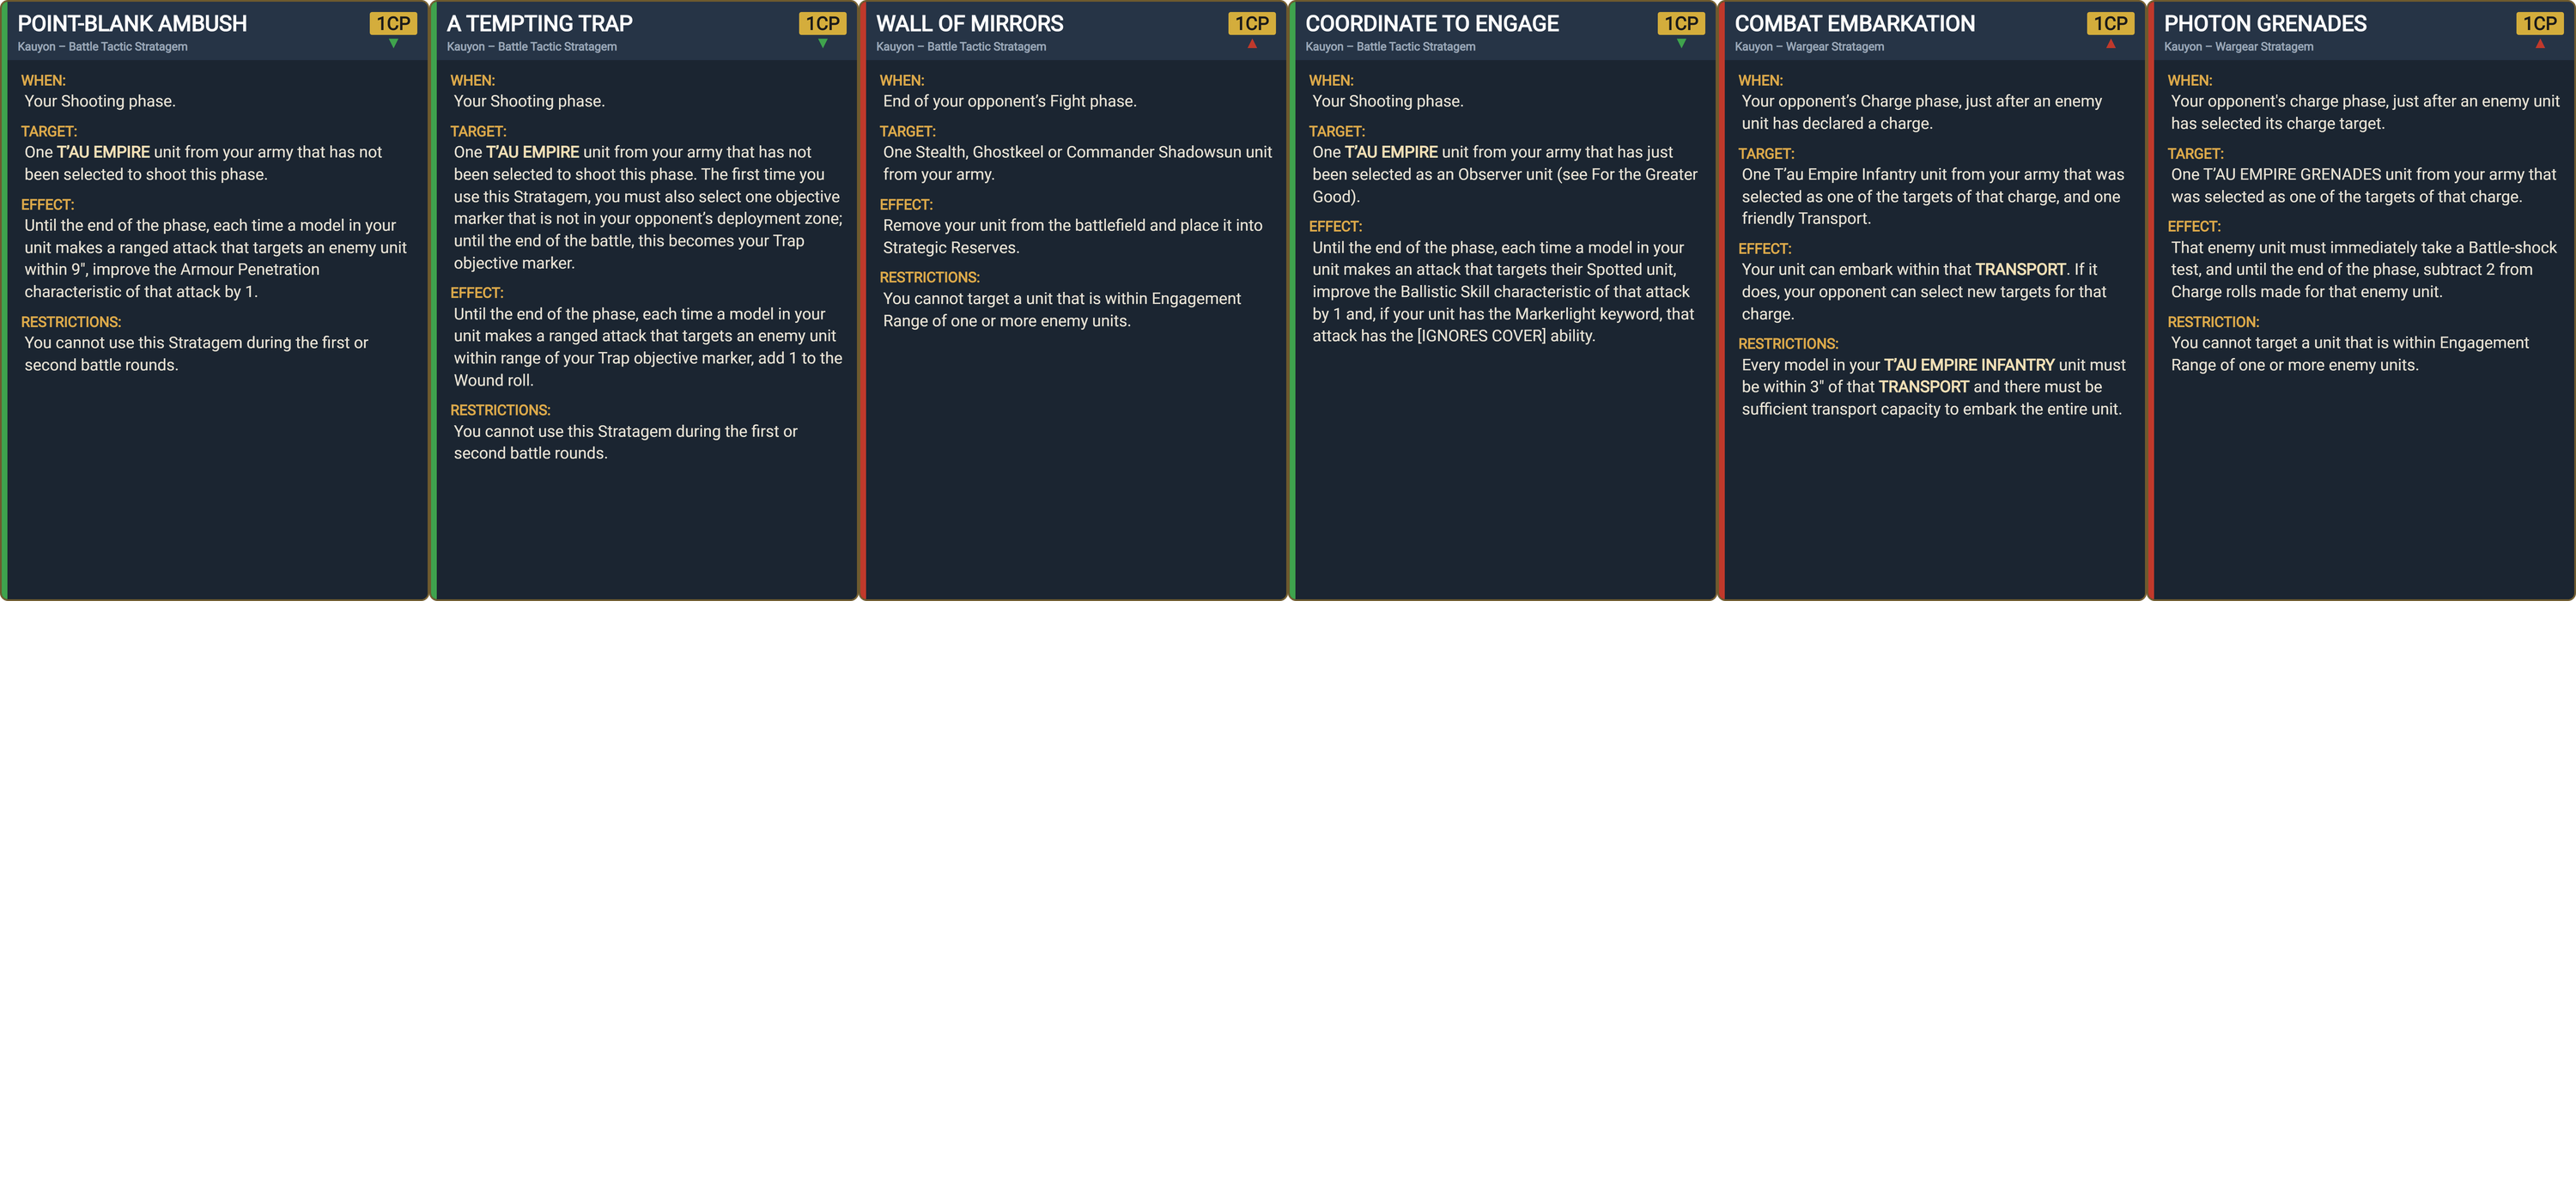 POINT-BLANK AMBUSH
1CP
Kauyon – Battle Tactic Stratagem
WHEN:
Your Shooting phase.
TARGET:
One T’AU EMPIRE unit from your army that has not
been selected to shoot this phase.
EFFECT:
Until the end of the phase, each time a model in your
unit makes a ranged attack that targets an enemy unit
within 9", improve the Armour Penetration
characteristic of that attack by 1.
RESTRICTIONS:
You cannot use this Stratagem during the first or
second battle rounds.
A TEMPTING TRAP
1CP
Kauyon – Battle Tactic Stratagem
WHEN:
Your Shooting phase.
TARGET:
One T’AU EMPIRE unit from your army that has not
been selected to shoot this phase. The first time you
use this Stratagem, you must also select one objective
marker that is not in your opponent’s deployment zone;
until the end of the battle, this becomes your Trap
objective marker.
EFFECT:
Until the end of the phase, each time a model in your
unit makes a ranged attack that targets an enemy unit
within range of your Trap objective marker, add 1 to the
Wound roll.
RESTRICTIONS:
You cannot use this Stratagem during the first or
second battle rounds.
WALL OF MIRRORS
1CP
Kauyon – Battle Tactic Stratagem
WHEN:
End of your opponent’s Fight phase.
TARGET:
One Stealth, Ghostkeel or Commander Shadowsun unit
from your army.
EFFECT:
Remove your unit from the battlefield and place it into
Strategic Reserves.
RESTRICTIONS:
You cannot target a unit that is within Engagement
Range of one or more enemy units.
COORDINATE TO ENGAGE
1CP
Kauyon – Battle Tactic Stratagem
WHEN:
Your Shooting phase.
TARGET:
One T’AU EMPIRE unit from your army that has just
been selected as an Observer unit (see For the Greater
Good).
EFFECT:
Until the end of the phase, each time a model in your
unit makes an attack that targets their Spotted unit,
improve the Ballistic Skill characteristic of that attack
by 1 and, if your unit has the Markerlight keyword, that
attack has the [IGNORES COVER] ability.
COMBAT EMBARKATION
1CP
Kauyon – Wargear Stratagem
WHEN:
Your opponent’s Charge phase, just after an enemy
unit has declared a charge.
TARGET:
One T’au Empire Infantry unit from your army that was
selected as one of the targets of that charge, and one
friendly Transport.
EFFECT:
Your unit can embark within that TRANSPORT. If it
does, your opponent can select new targets for that
charge.
RESTRICTIONS:
Every model in your T’AU EMPIRE INFANTRY unit must
be within 3" of that TRANSPORT and there must be
sufficient transport capacity to embark the entire unit.
PHOTON GRENADES
1CP
Kauyon – Wargear Stratagem
WHEN:
Your opponent's charge phase, just after an enemy unit
has selected its charge target.
TARGET:
One T’AU EMPIRE GRENADES unit from your army that
was selected as one of the targets of that charge.
EFFECT:
That enemy unit must immediately take a Battle-shock
test, and until the end of the phase, subtract 2 from
Charge rolls made for that enemy unit.
RESTRICTION:
You cannot target a unit that is within Engagement
Range of one or more enemy units.